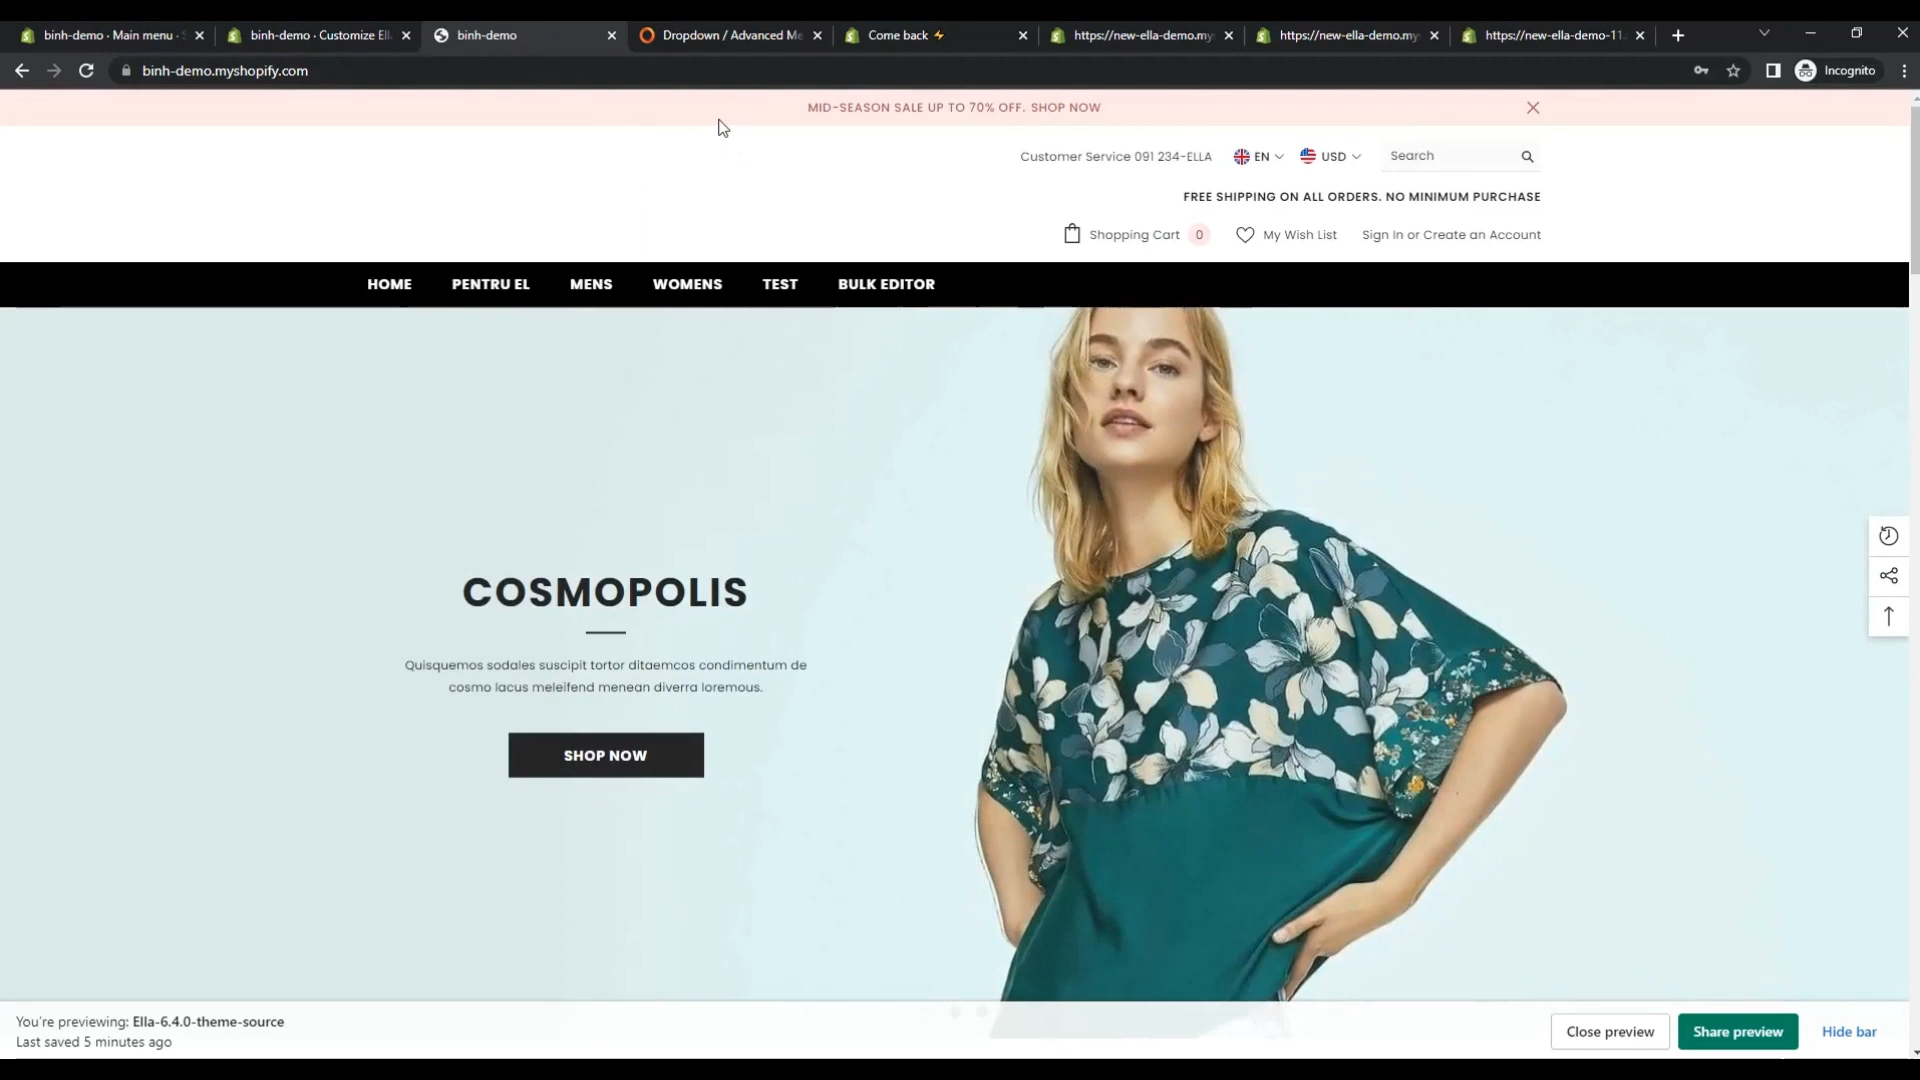 binh-demo · Main menu ·
binh-demo · Customize Ell
binh-demo
Dropdown / Advanced Me
Come back ⚡
https://new-ella-demo.my
https://new-ella-demo.my
https://new-ella-demo-11
binh-demo.myshopify.com
Incognito
MID-SEASON SALE UP TO 70% OFF. SHOP NOW
Customer Service 091 234-ELLA
EN
USD
Search
FREE SHIPPING ON ALL ORDERS. NO MINIMUM PURCHASE
Shopping Cart 0
My Wish List
Sign In or Create an Account
HOME
PENTRU EL
MENS
WOMENS
TEST
BULK EDITOR
COSMOPOLIS
Quisquemos sodales suscipit tortor ditaemcos condimentum de
cosmo lacus meleifend menean diverra loremous.
SHOP NOW
You're previewing: Ella-6.4.0-theme-source
Last saved 5 minutes ago
Close preview
Share preview
Hide bar